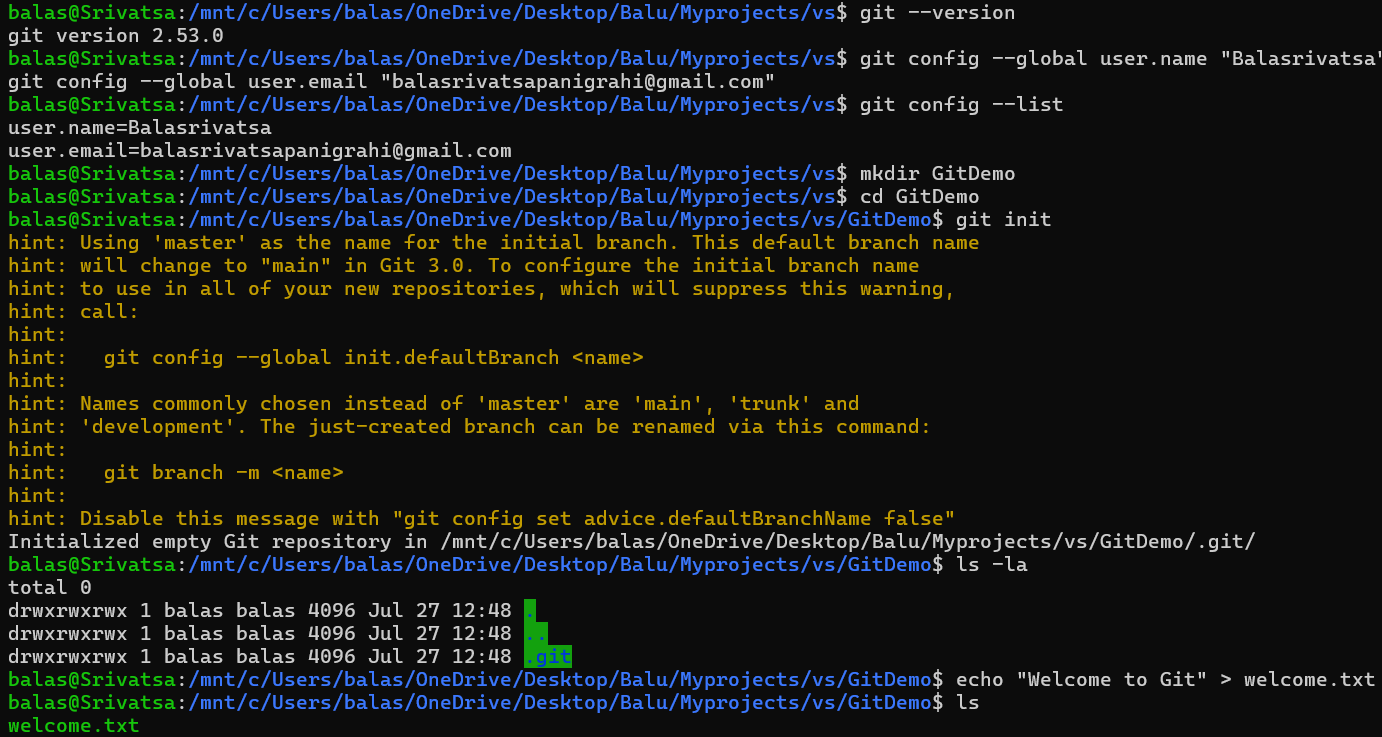 balas@Srivatsa:/mnt/c/Users/balas/OneDrive/Desktop/Balu/Myprojects/vs$ git --version
git version 2.53.0
balas@Srivatsa:/mnt/c/Users/balas/OneDrive/Desktop/Balu/Myprojects/vs$ git config --global user.name "Balasrivatsa"
git config --global user.email "balasrivatsapanigrahi@gmail.com"
balas@Srivatsa:/mnt/c/Users/balas/OneDrive/Desktop/Balu/Myprojects/vs$ git config --list
user.name=Balasrivatsa
user.email=balasrivatsapanigrahi@gmail.com
balas@Srivatsa:/mnt/c/Users/balas/OneDrive/Desktop/Balu/Myprojects/vs$ mkdir GitDemo
balas@Srivatsa:/mnt/c/Users/balas/OneDrive/Desktop/Balu/Myprojects/vs$ cd GitDemo
balas@Srivatsa:/mnt/c/Users/balas/OneDrive/Desktop/Balu/Myprojects/vs/GitDemo$ git init
hint: Using 'master' as the name for the initial branch. This default branch name
hint: will change to "main" in Git 3.0. To configure the initial branch name
hint: to use in all of your new repositories, which will suppress this warning,
hint: call:
hint:
hint:   git config --global init.defaultBranch <name>
hint:
hint: Names commonly chosen instead of 'master' are 'main', 'trunk' and
hint: 'development'. The just-created branch can be renamed via this command:
hint:
hint:   git branch -m <name>
hint:
hint: Disable this message with "git config set advice.defaultBranchName false"
Initialized empty Git repository in /mnt/c/Users/balas/OneDrive/Desktop/Balu/Myprojects/vs/GitDemo/.git/
balas@Srivatsa:/mnt/c/Users/balas/OneDrive/Desktop/Balu/Myprojects/vs/GitDemo$ ls -la
total 0
drwxrwxrwx 1 balas balas 4096 Jul 27 12:48 .
drwxrwxrwx 1 balas balas 4096 Jul 27 12:48 ..
drwxrwxrwx 1 balas balas 4096 Jul 27 12:48 .git
balas@Srivatsa:/mnt/c/Users/balas/OneDrive/Desktop/Balu/Myprojects/vs/GitDemo$ echo "Welcome to Git" > welcome.txt
balas@Srivatsa:/mnt/c/Users/balas/OneDrive/Desktop/Balu/Myprojects/vs/GitDemo$ ls
welcome.txt